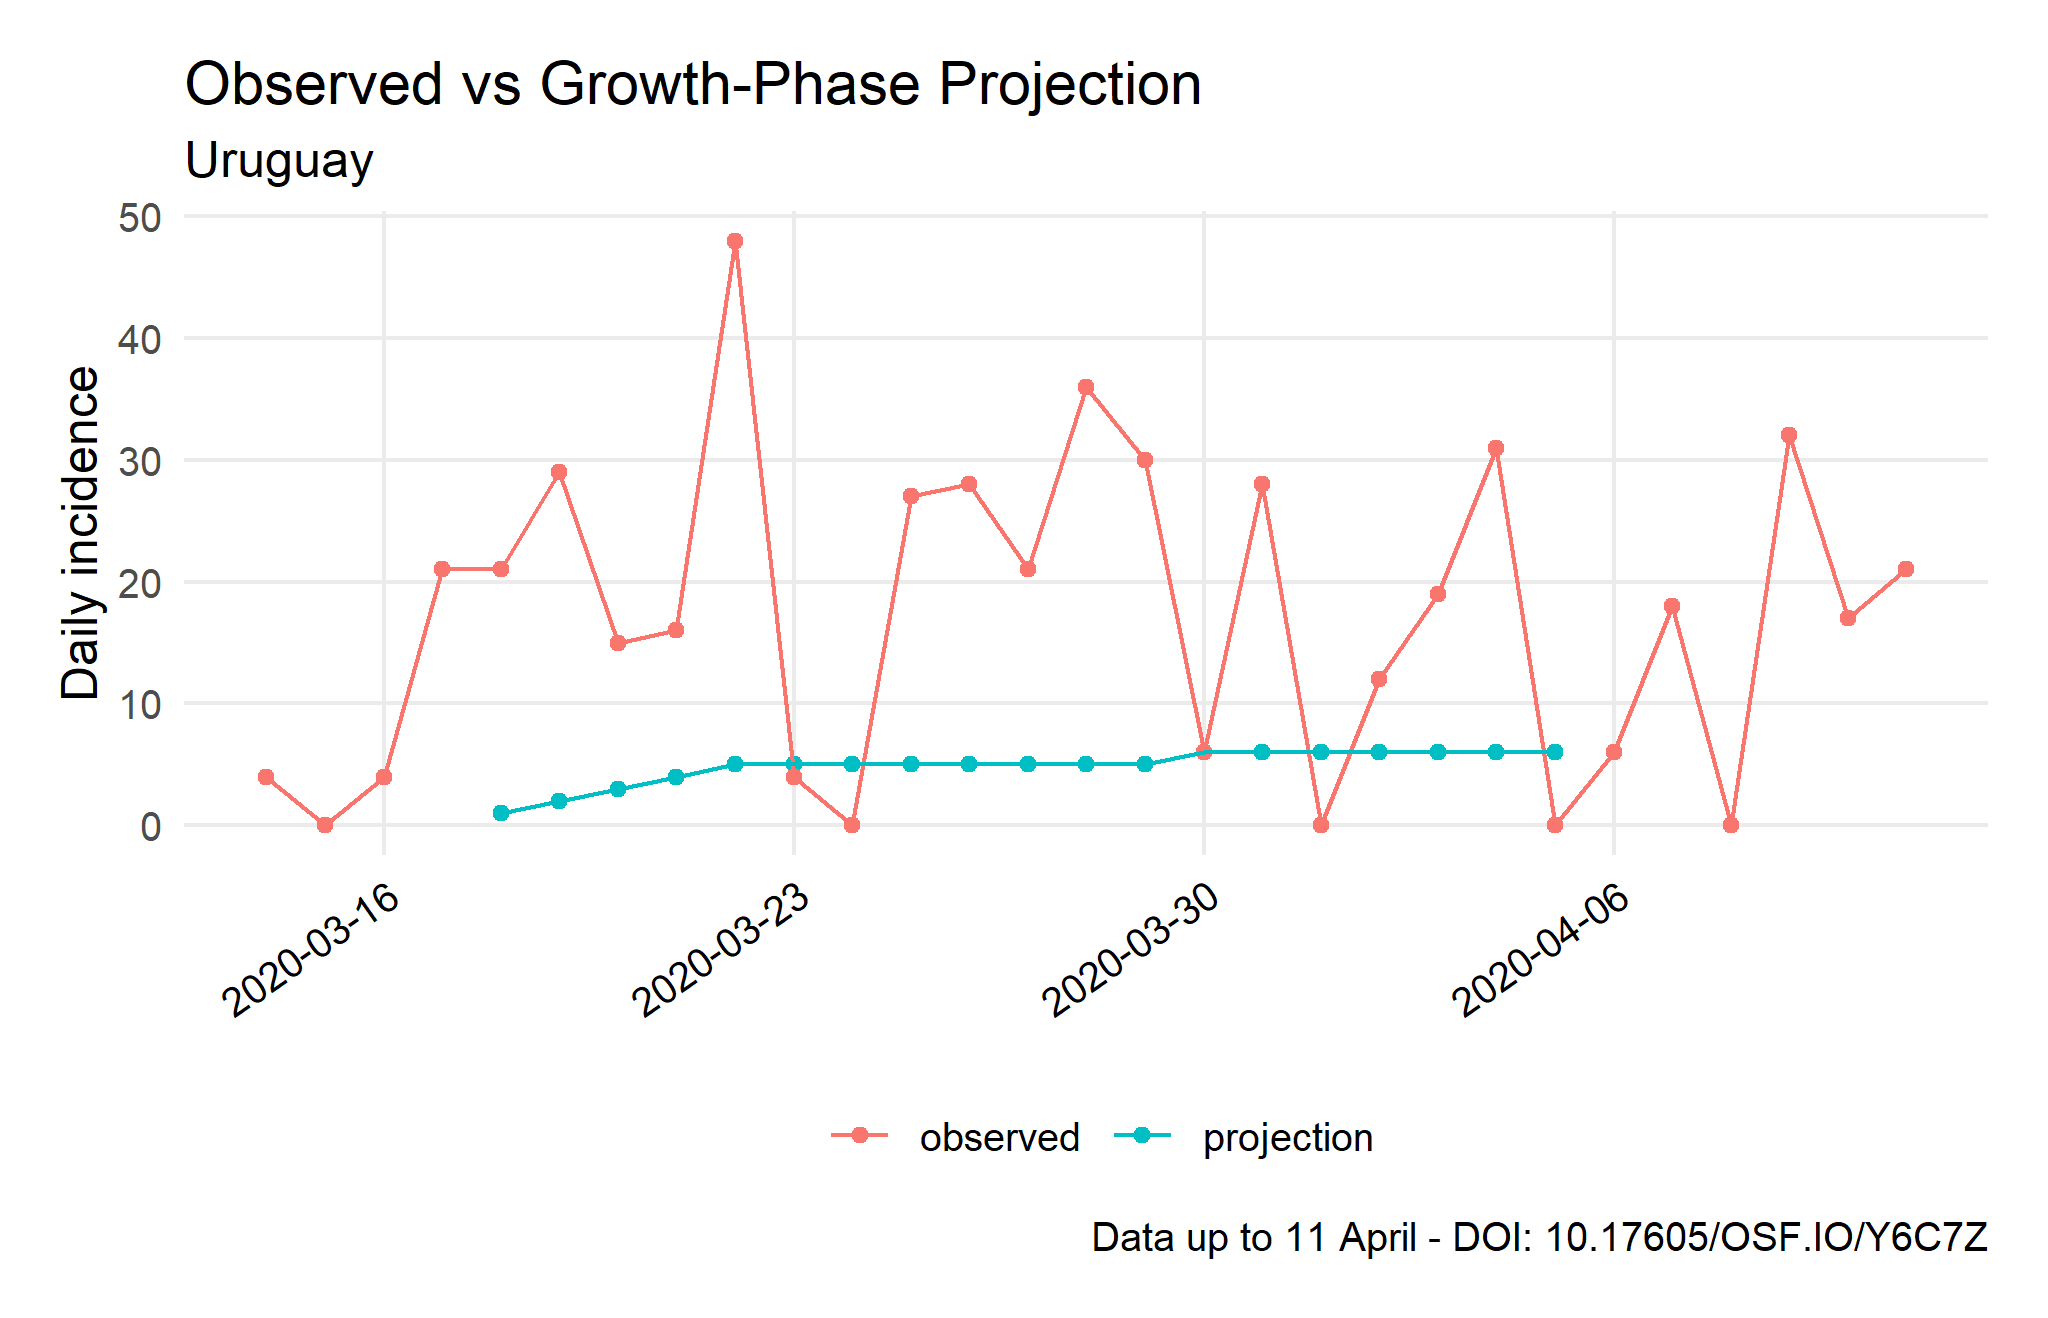 Observed vs Growth-Phase Projection
Uruguay
50
40
30
20
10
0
Daily incidence
2020-03-16
2020-03-23
2020-03-30
2020-04-06
observed
projection
Data up to 11 April - DOI: 10.17605/OSF.IO/Y6C7Z